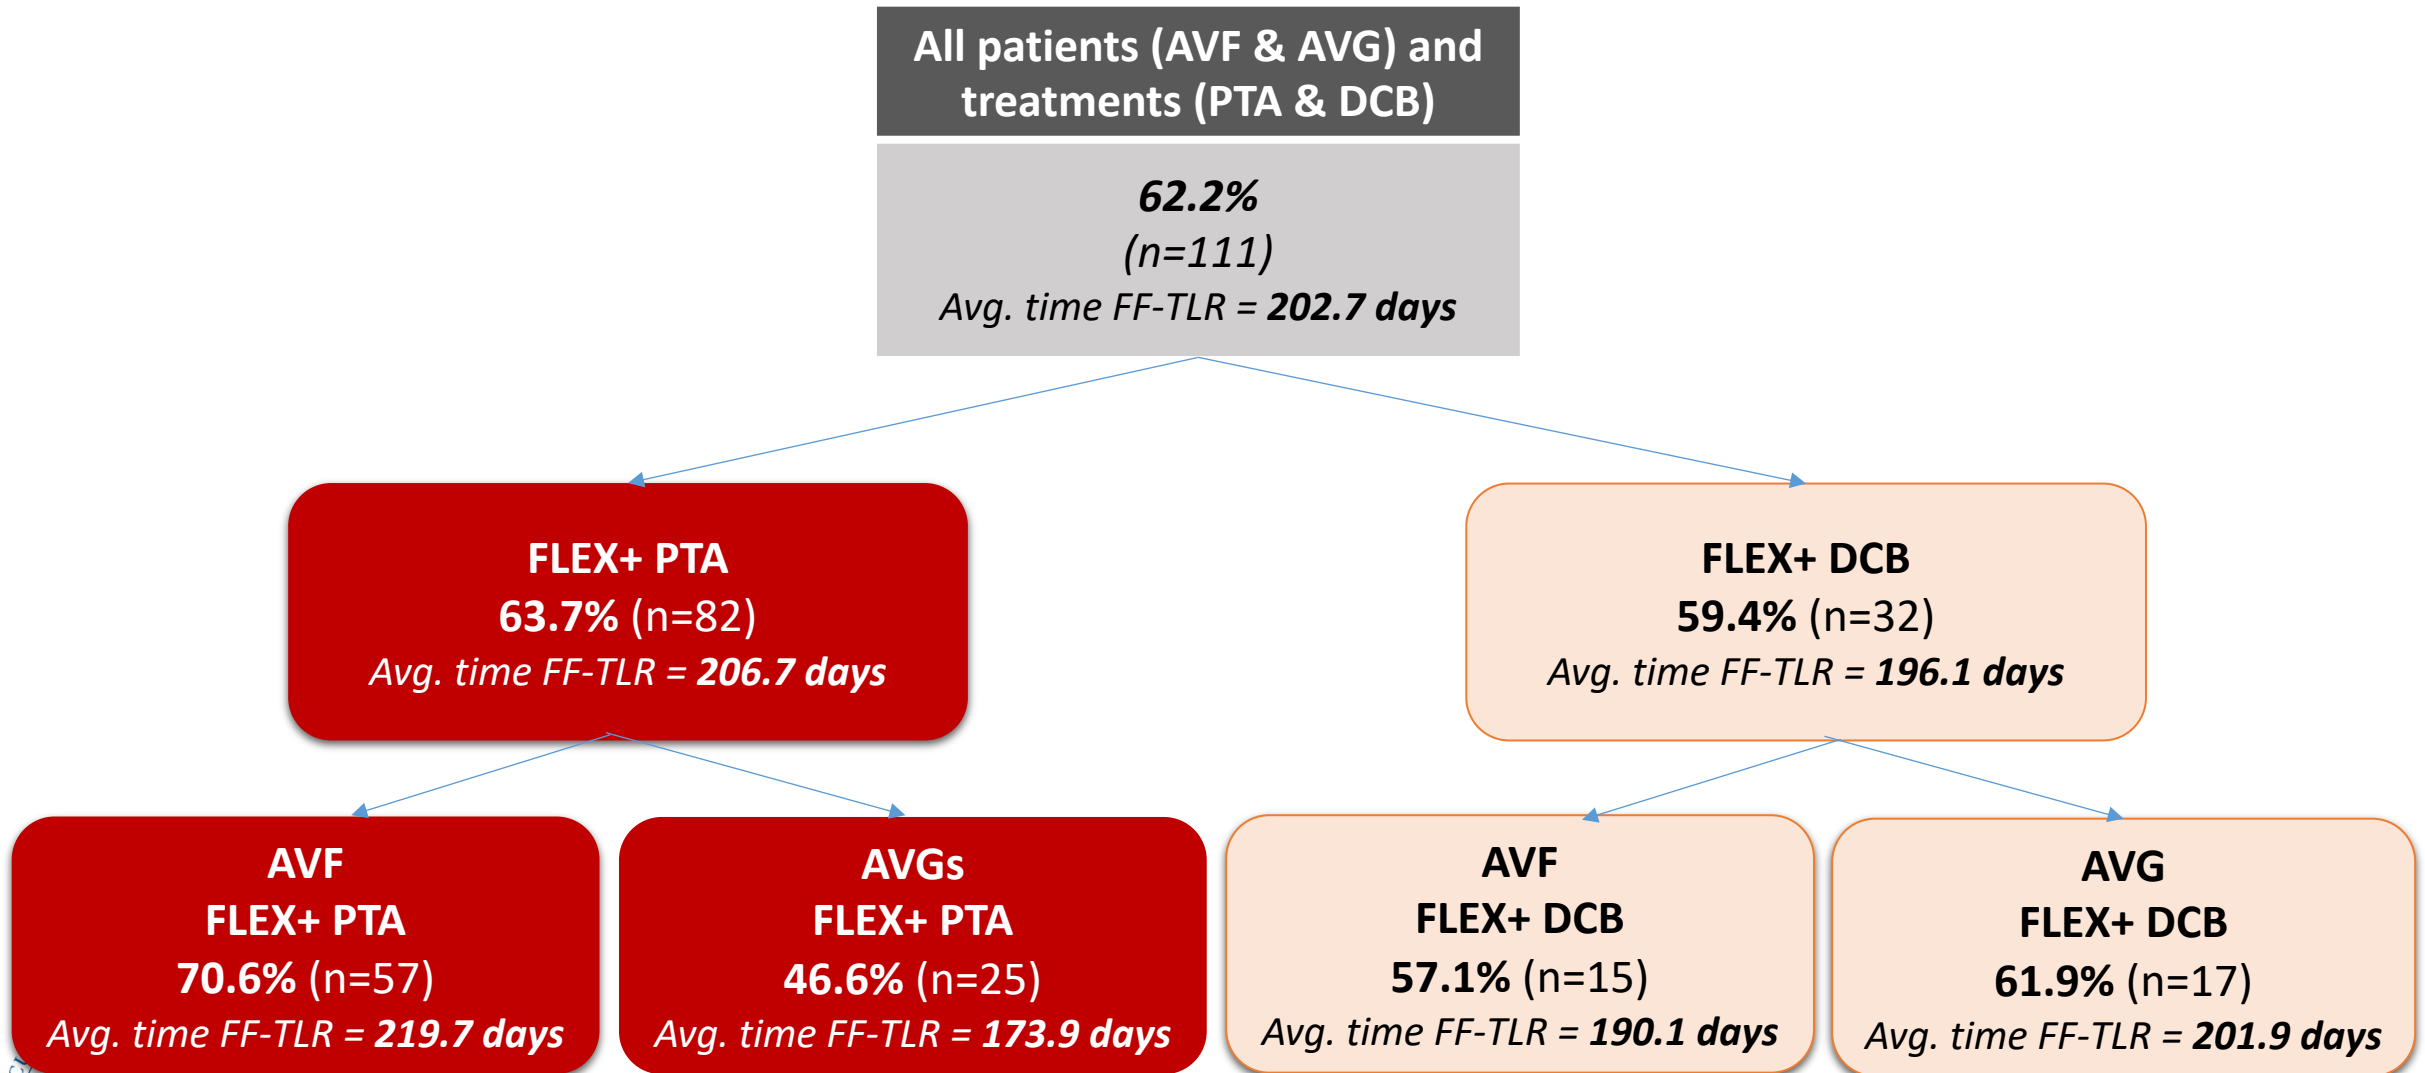 All patients (AVF & AVG) and
treatments (PTA & DCB)
62.2%
(n=111)
Avg. time FF-TLR = 202.7 days
FLEX+ PTA
63.7% (n=82)
Avg. time FF-TLR = 206.7 days
FLEX+ DCB
59.4% (n=32)
Avg. time FF-TLR = 196.1 days
AVF
FLEX+ PTA
70.6% (n=57)
Avg. time FF-TLR = 219.7 days
AVGs
FLEX+ PTA
46.6% (n=25)
Avg. time FF-TLR = 173.9 days
AVF
FLEX+ DCB
57.1% (n=15)
Avg. time FF-TLR = 190.1 days
AVG
FLEX+ DCB
61.9% (n=17)
Avg. time FF-TLR = 201.9 days